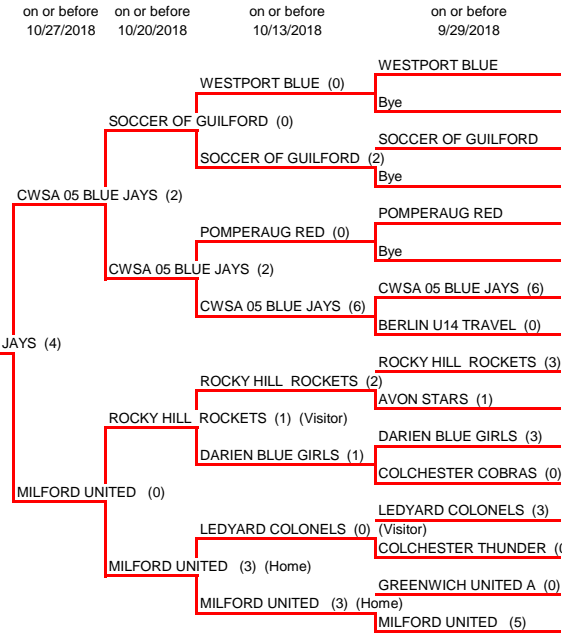 on or before on or before on or before on or before
10/27/2018 10/20/2018 10/13/2018 9/29/2018
WESTPORT BLUE
WESTPORT BLUE (0)
Bye
SOCCER OF GUILFORD (0)
SOCCER OF GUILFORD
SOCCER OF GUILFORD (2)
Bye
CWSA 05 BLUE JAYS (2)
POMPERAUG RED
POMPERAUG RED (0)
Bye
CWSA 05 BLUE JAYS (2)
CWSA 05 BLUE JAYS (6)
CWSA 05 BLUE JAYS (6)
BERLIN U14 TRAVEL (0)
JAYS (4)
ROCKY HILL ROCKETS (3)
ROCKY HILL ROCKETS (2)
AVON STARS (1)
ROCKY HILL ROCKETS (1) (Visitor)
DARIEN BLUE GIRLS (3)
DARIEN BLUE GIRLS (1)
COLCHESTER COBRAS (0)
MILFORD UNITED (0)
LEDYARD COLONELS (3)
LEDYARD COLONELS (0) (Visitor)
COLCHESTER THUNDER (0
MILFORD UNITED (3) (Home)
GREENWICH UNITED A (0)
MILFORD UNITED (3) (Home)
MILFORD UNITED (5)